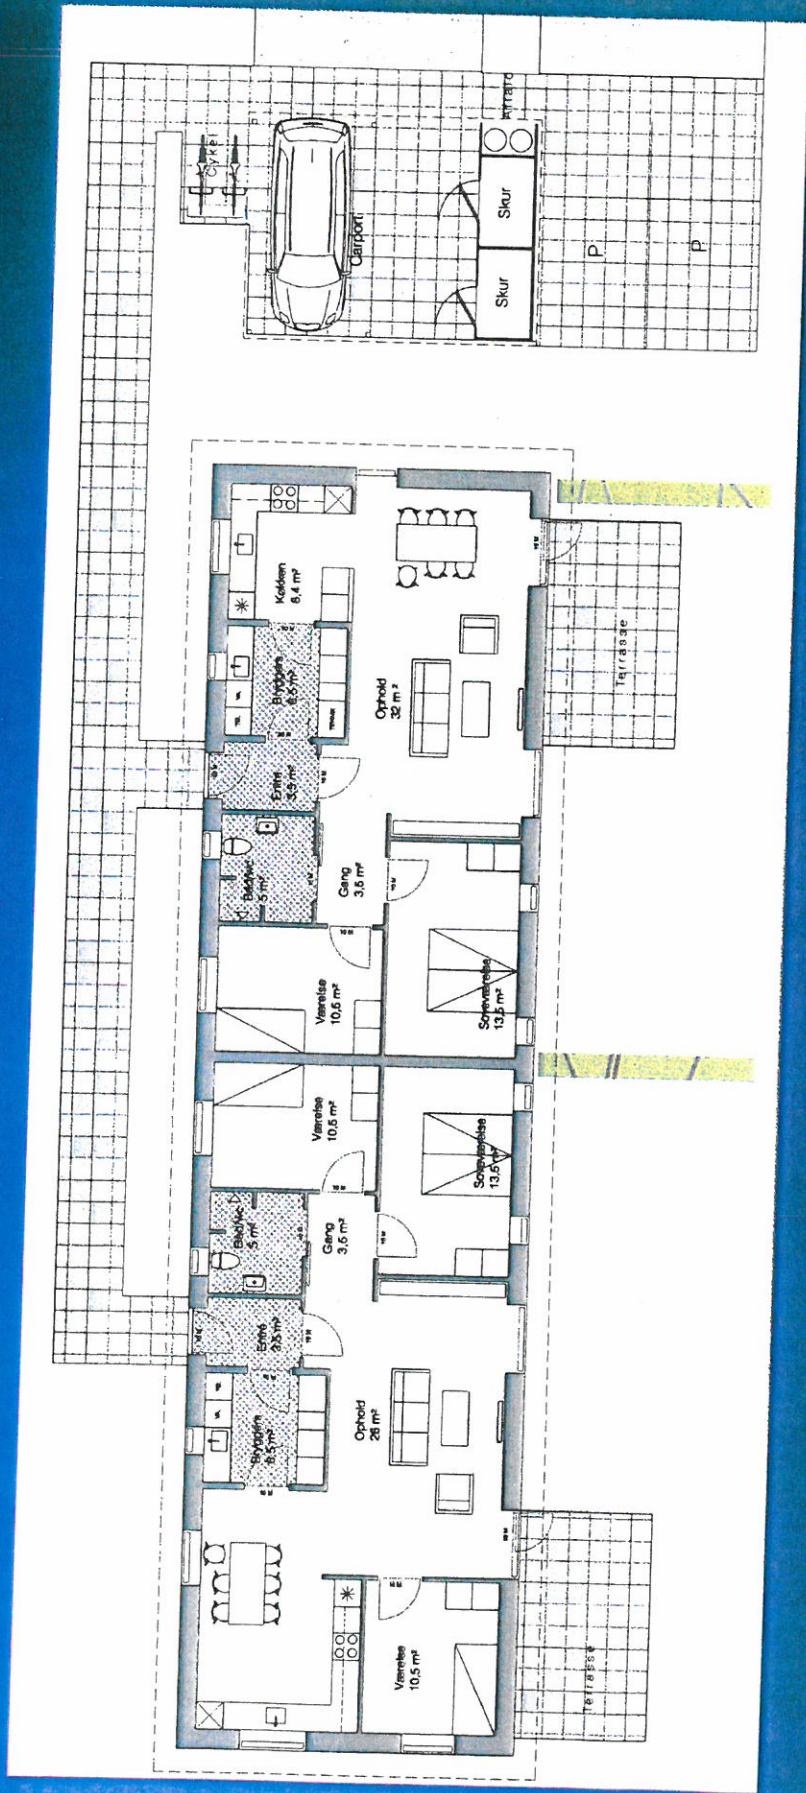 Cykel
Carport
Skur
Skur
P
P
Køkken
6,4 m²
Bryggers
6,5 m²
Entré
3,5 m²
Ophold
32 m²
Terrasse
Bad/wc
5 m²
Gang
3,5 m²
Værelse
10,5 m²
Soveværelse
13,5 m²
Værelse
10,5 m²
Soveværelse
13,5 m²
Bad/wc
5 m²
Gang
3,5 m²
Entré
3,5 m²
Bryggers
6,5 m²
Ophold
26 m²
Værelse
10,5 m²
Terrasse